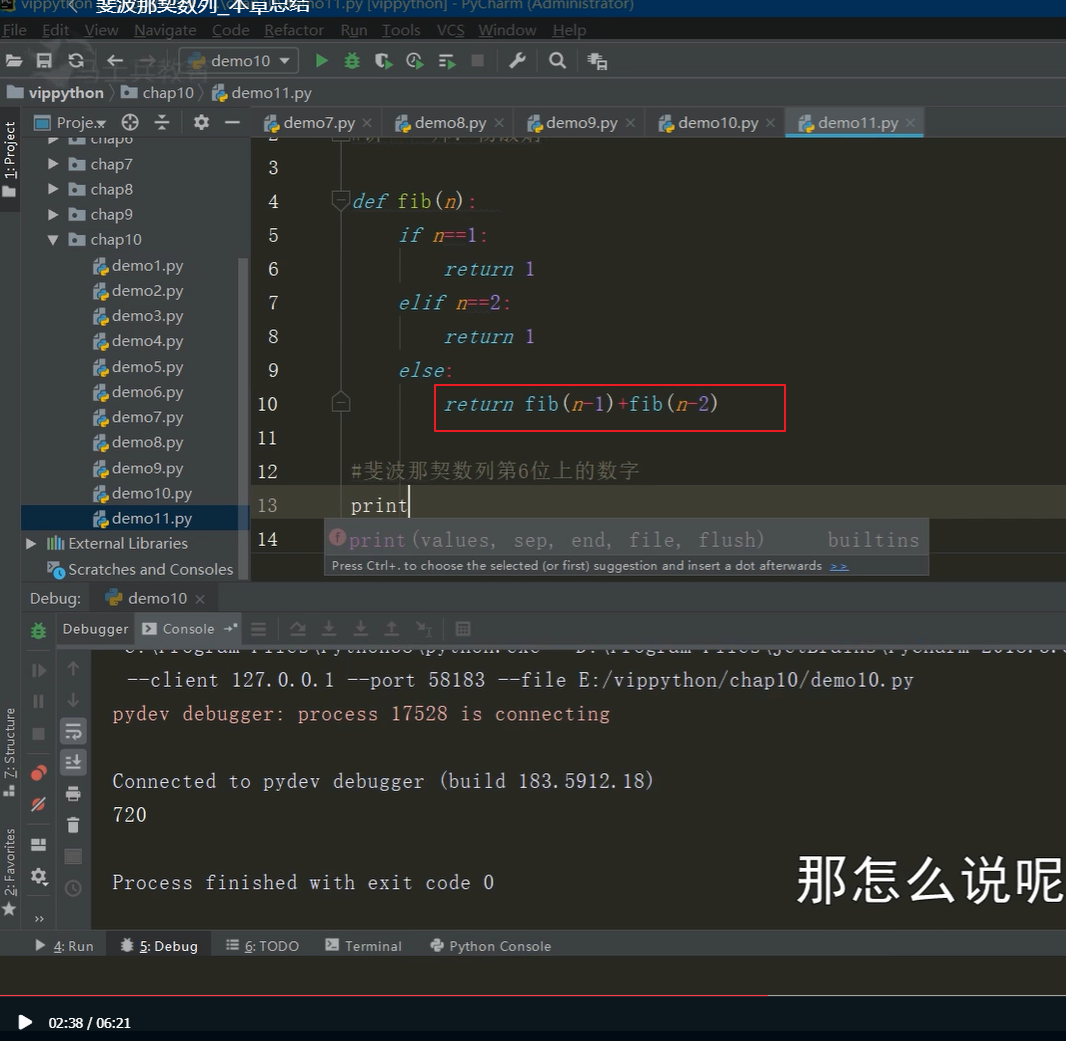 vippython
斐波那契数列_本章总结
mo11.py [vippython] - PyCharm (Administrator)
File Edit View Navigate Code Refactor Run Tools VCS Window Help
马士兵教育
demo10
vippython chap10 demo11.py
1: Project
Proje..
demo7.py demo8.py demo9.py demo10.py demo11.py
chap6
chap7
chap8
chap9
chap10
demo1.py
demo2.py
demo3.py
demo4.py
demo5.py
demo6.py
demo7.py
demo8.py
demo9.py
demo10.py
demo11.py
External Libraries
Scratches and Consoles
2
3
4 def fib(n):
5 if n==1:
6 return 1
7 elif n==2:
8 return 1
9 else:
10 return fib(n-1)+fib(n-2)
11
12 #斐波那契数列第6位上的数字
13 print
14
print(values, sep, end, file, flush) builtins
Press Ctrl+. to choose the selected (or first) suggestion and insert a dot afterwards >>
Debug: demo10
Debugger Console
--client 127.0.0.1 --port 58183 --file E:/vippython/chap10/demo10.py
pydev debugger: process 17528 is connecting
Connected to pydev debugger (build 183.5912.18)
720
Process finished with exit code 0
Z: Structure
2: Favorites
那怎么说呢
4: Run 5: Debug 6: TODO Terminal Python Console
02:38 / 06:21